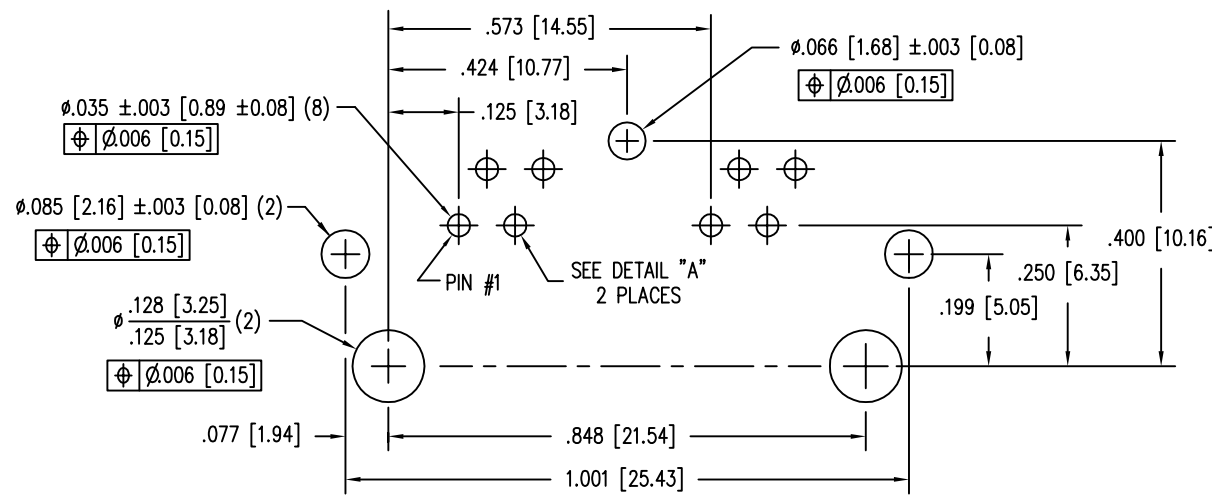 .573 [14.55]
⌀.066 [1.68] ±.003 [0.08]
.424 [10.77]
⌖ ⌀.006 [0.15]
⌀.035 ±.003 [0.89 ±0.08] (8)
.125 [3.18]
⌖ ⌀.006 [0.15]
⌀.085 [2.16] ±.003 [0.08] (2)
⌖ ⌀.006 [0.15]
.400 [10.16]
PIN #1
SEE DETAIL "A"
2 PLACES
.250 [6.35]
.199 [5.05]
⌀ .128 [3.25]
.125 [3.18] (2)
⌖ ⌀.006 [0.15]
.077 [1.94]
.848 [21.54]
1.001 [25.43]